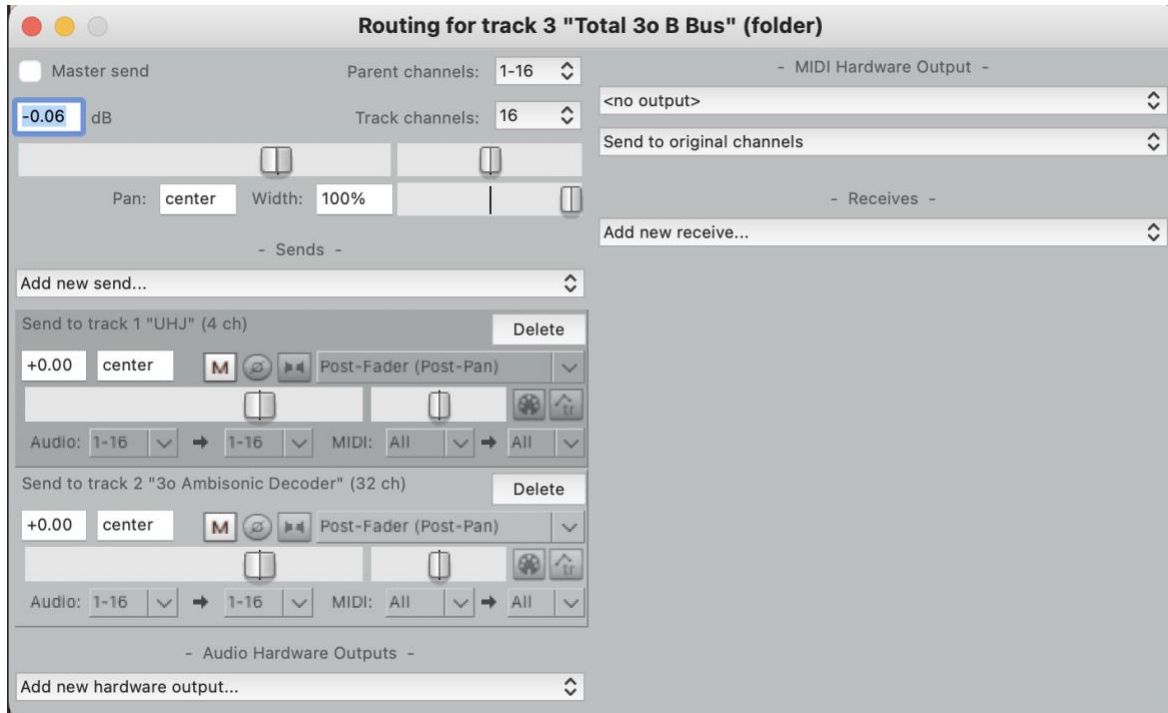 Routing for track 3 "Total 3o B Bus" (folder)
Master send
Parent channels: 1-16
-0.06 dB
Track channels: 16
Pan: center Width: 100%
- Sends -
Add new send...
Send to track 1 "UHJ" (4 ch)
Delete
+0.00 center M Post-Fader (Post-Pan)
tr
Audio: 1-16 1-16 MIDI: All All
Send to track 2 "3o Ambisonic Decoder" (32 ch)
Delete
+0.00 center M Post-Fader (Post-Pan)
tr
Audio: 1-16 1-16 MIDI: All All
- Audio Hardware Outputs -
Add new hardware output...
- MIDI Hardware Output -
<no output>
Send to original channels
- Receives -
Add new receive...